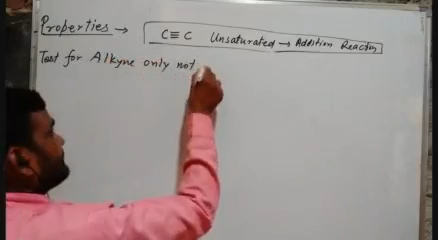 Properties → C≡C Unsaturated → Addition Reaction
Test for Alkyne only not